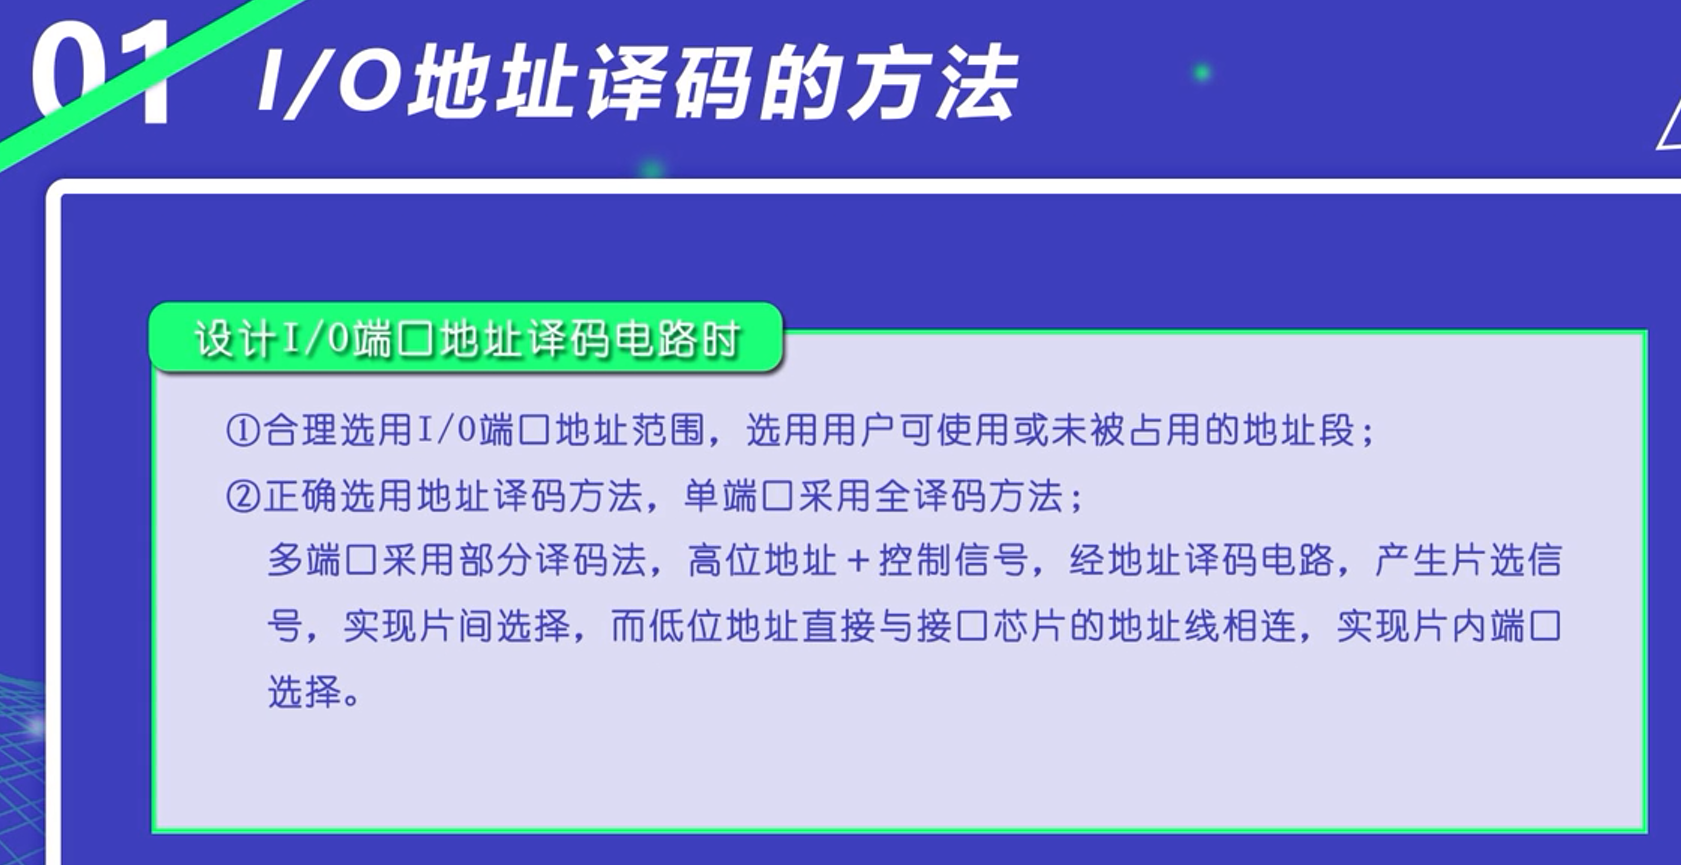 01
I/O地址译码的方法
设计I/O端口地址译码电路时
①合理选用I/O端口地址范围，选用用户可使用或未被占用的地址段；
②正确选用地址译码方法，单端口采用全译码方法；
多端口采用部分译码法，高位地址＋控制信号，经地址译码电路，产生片选信
号，实现片间选择，而低位地址直接与接口芯片的地址线相连，实现片内端口
选择。